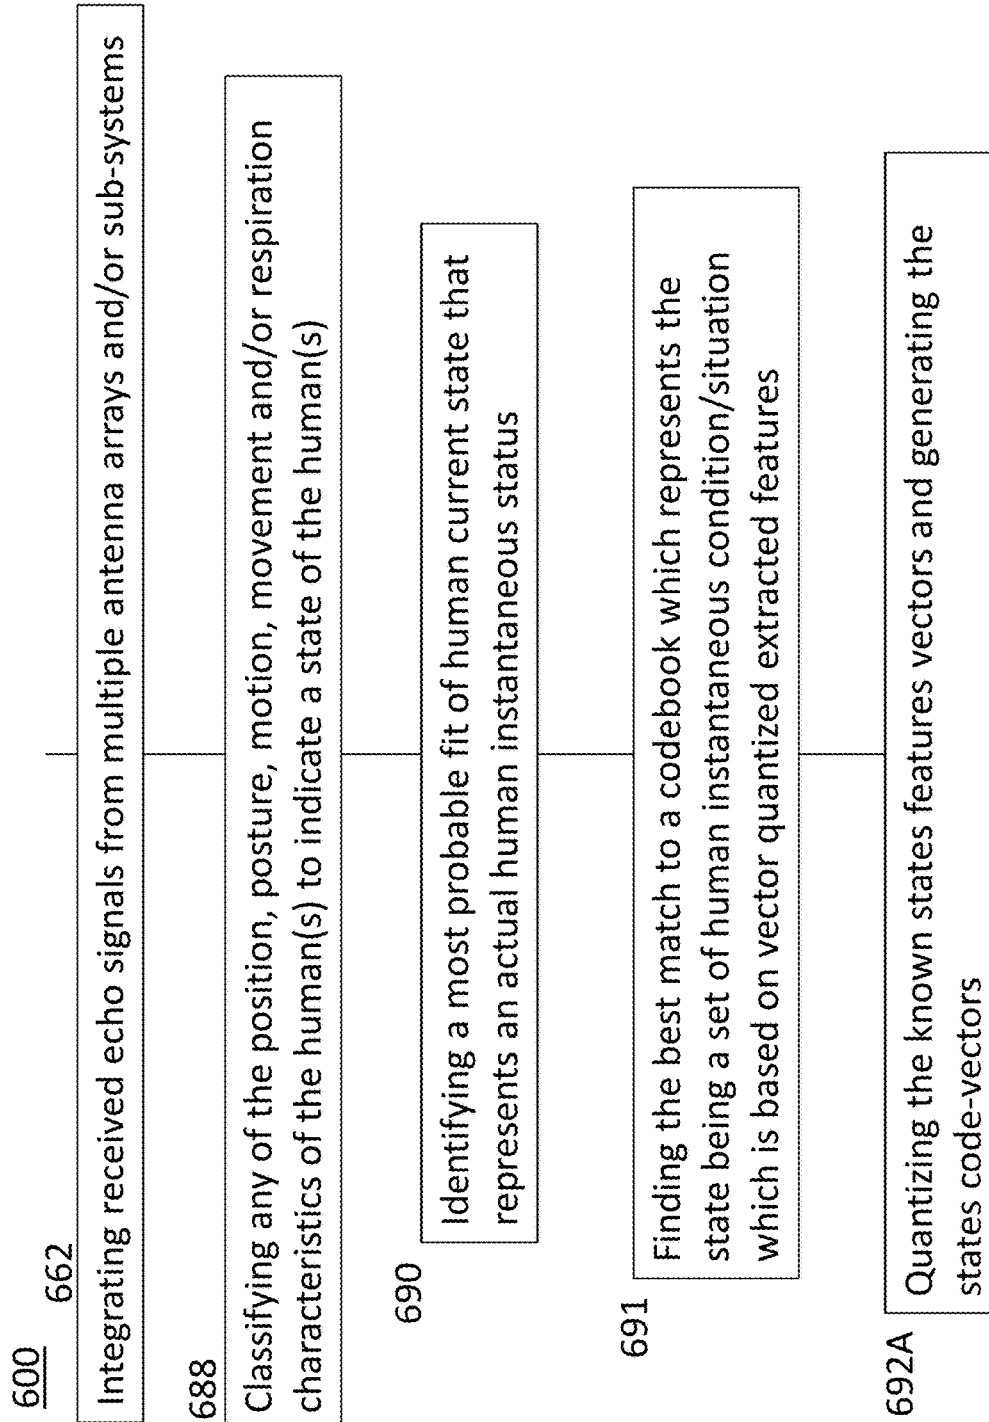 600
662
Integrating received echo signals from multiple antenna arrays and/or sub-systems
688
Classifying any of the position, posture, motion, movement and/or respiration
characteristics of the human(s) to indicate a state of the human(s)
690
Identifying a most probable fit of human current state that
represents an actual human instantaneous status
691
Finding the best match to a codebook which represents the
state being a set of human instantaneous condition/situation
which is based on vector quantized extracted features
692A
Quantizing the known states features vectors and generating the
states code-vectors